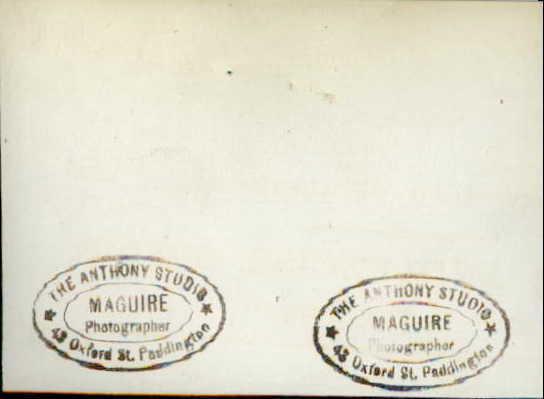 THE ANTHONY STUDIO
MAGUIRE
Photographer
43 Oxford St. Paddington
THE ANTHONY STUDIO
MAGUIRE
Photographer
43 Oxford St. Paddington